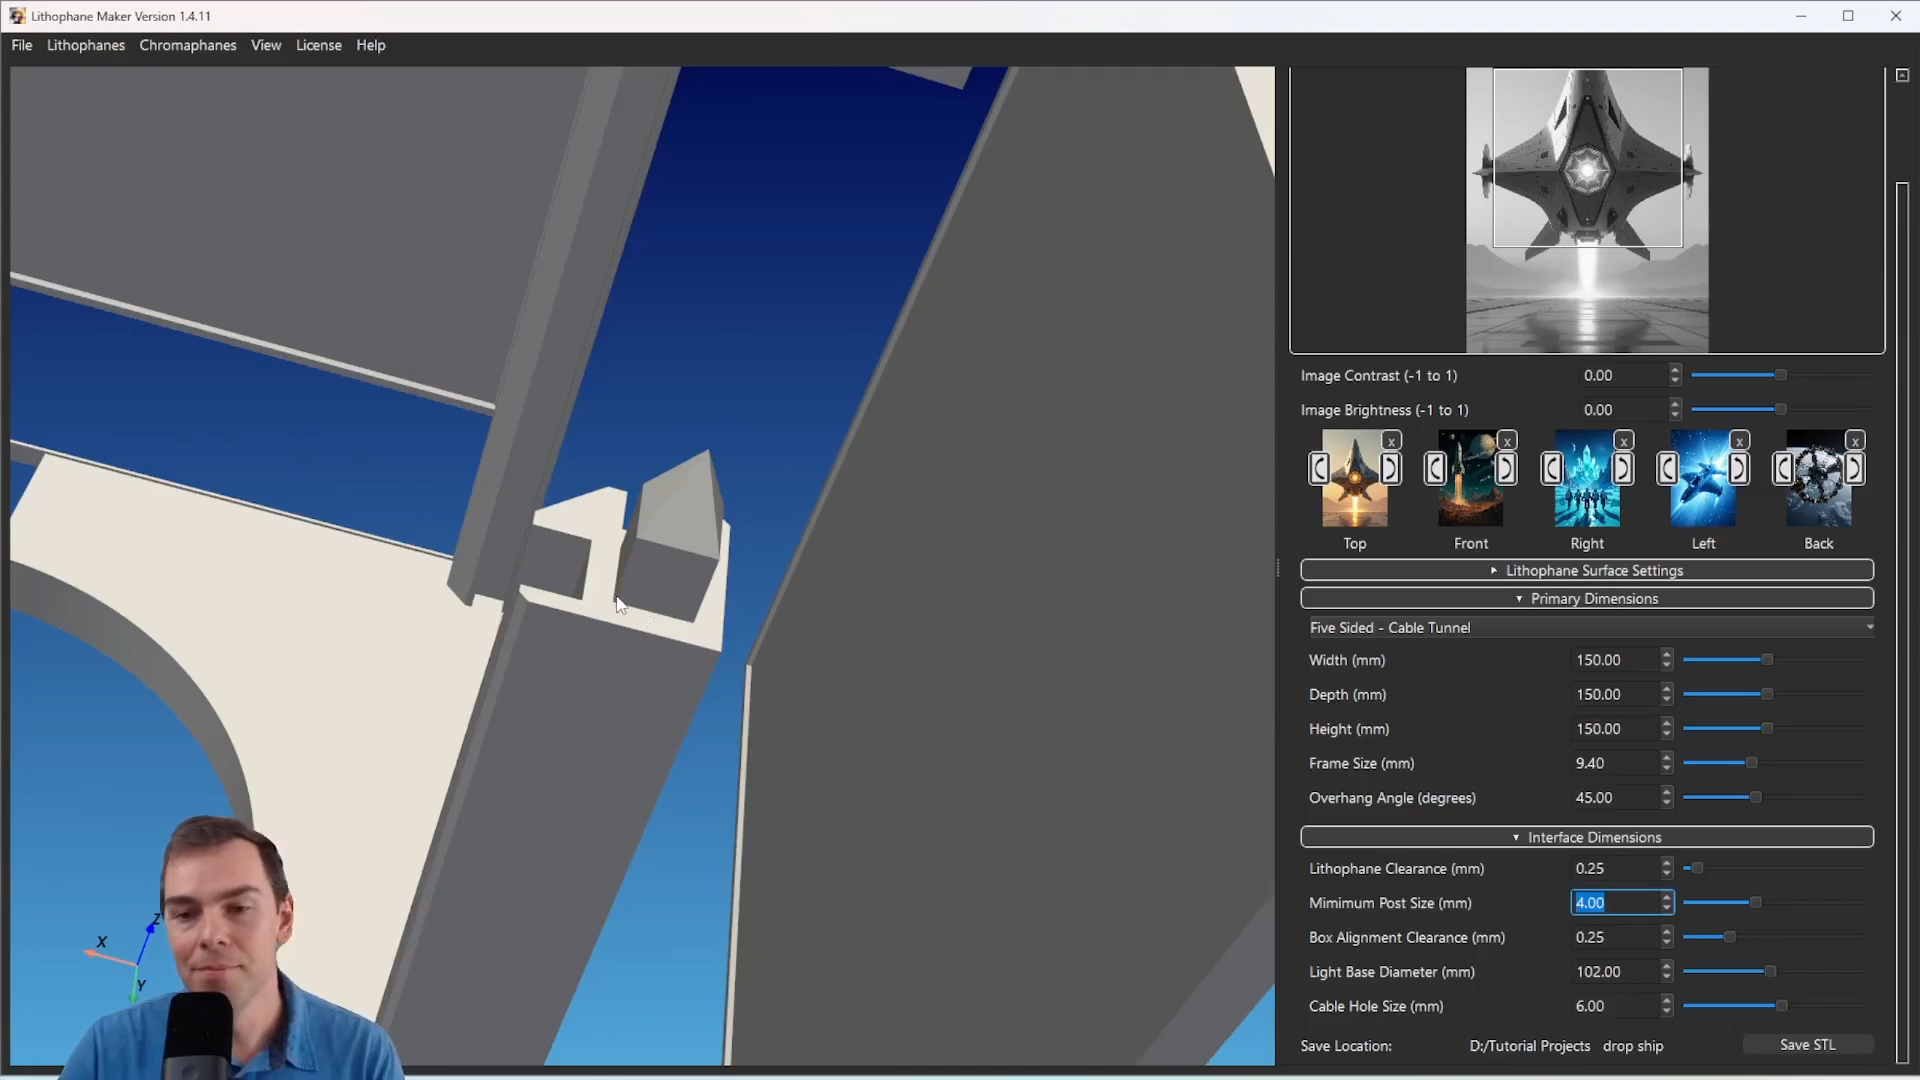 Lithophane Maker Version 1.4.11
File Lithophanes Chromaphanes View License Help
Image Contrast (-1 to 1) 0.00
Image Brightness (-1 to 1) 0.00
x x x x x
Top Front Right Left Back
Lithophane Surface Settings
Primary Dimensions
Five Sided - Cable Tunnel
Width (mm) 150.00
Depth (mm) 150.00
Height (mm) 150.00
Frame Size (mm) 9.40
Overhang Angle (degrees) 45.00
Interface Dimensions
Lithophane Clearance (mm) 0.25
Mimimum Post Size (mm) 4.00
Box Alignment Clearance (mm) 0.25
Light Base Diameter (mm) 102.00
Cable Hole Size (mm) 6.00
Save Location: D:/Tutorial Projects drop ship Save STL
X
Z
Y